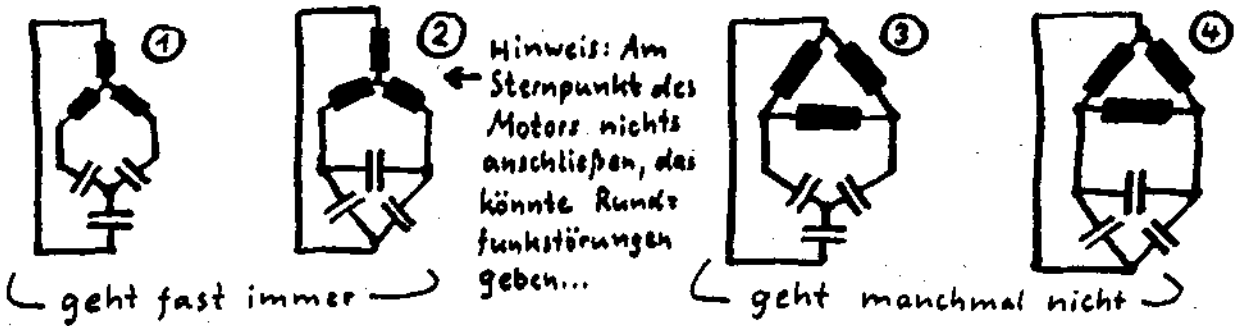 1
2
Hinweis: Am
Sternpunkt des
Motors nichts
anschließen, das
könnte Rund=
funkstörungen
geben...
3
4
geht fast immer
geht manchmal nicht